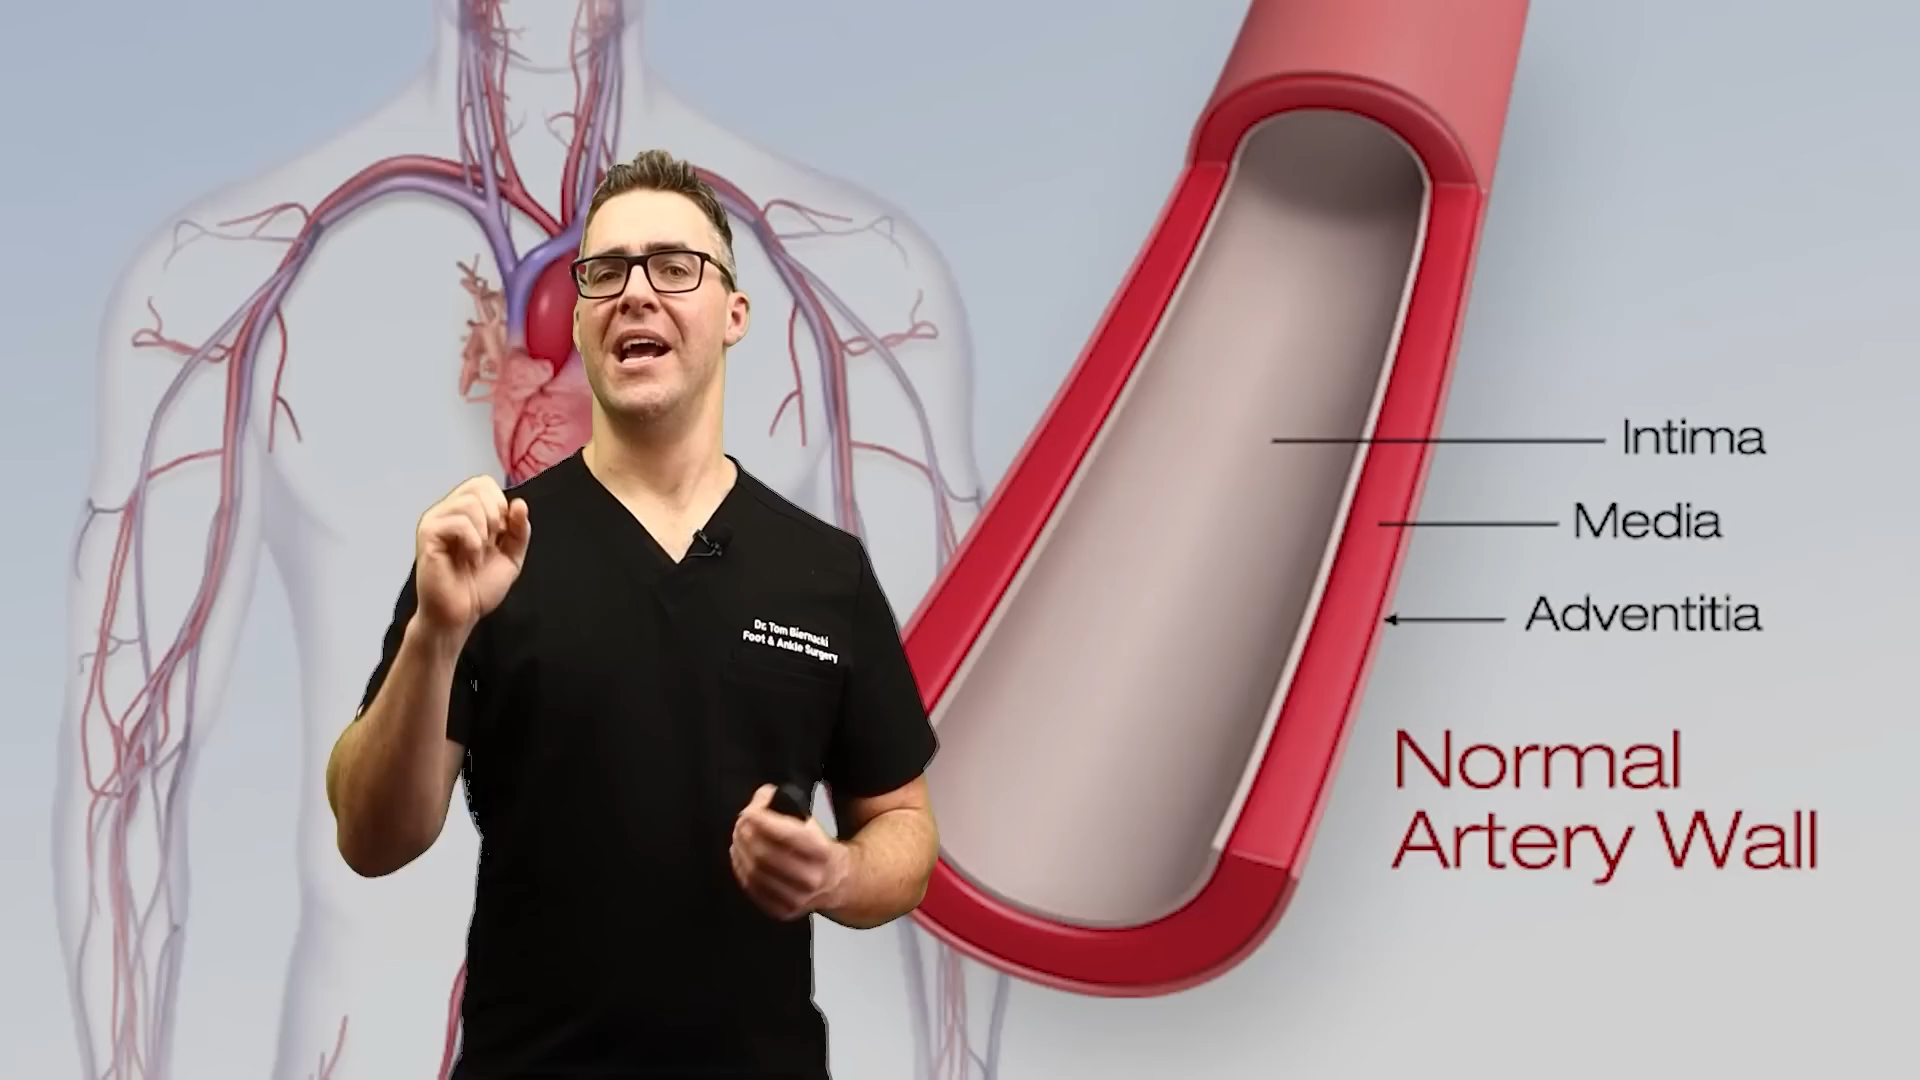 Dr. Tom Biernacki
Foot & Ankle Surgery
Intima
Media
Adventitia
Normal
Artery Wall